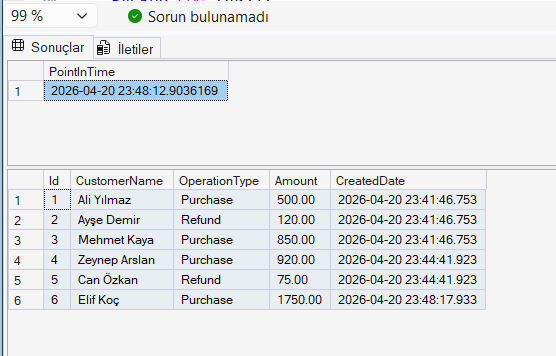 99 %
Sorun bulunamadı
Sonuçlar İletiler
PointInTime
1 2026-04-20 23:48:12.9036169
Id CustomerName OperationType Amount CreatedDate
1 1 Ali Yılmaz Purchase 500.00 2026-04-20 23:41:46.753
2 2 Ayşe Demir Refund 120.00 2026-04-20 23:41:46.753
3 3 Mehmet Kaya Purchase 850.00 2026-04-20 23:41:46.753
4 4 Zeynep Arslan Purchase 920.00 2026-04-20 23:44:41.923
5 5 Can Özkan Refund 75.00 2026-04-20 23:44:41.923
6 6 Elif Koç Purchase 1750.00 2026-04-20 23:48:17.933